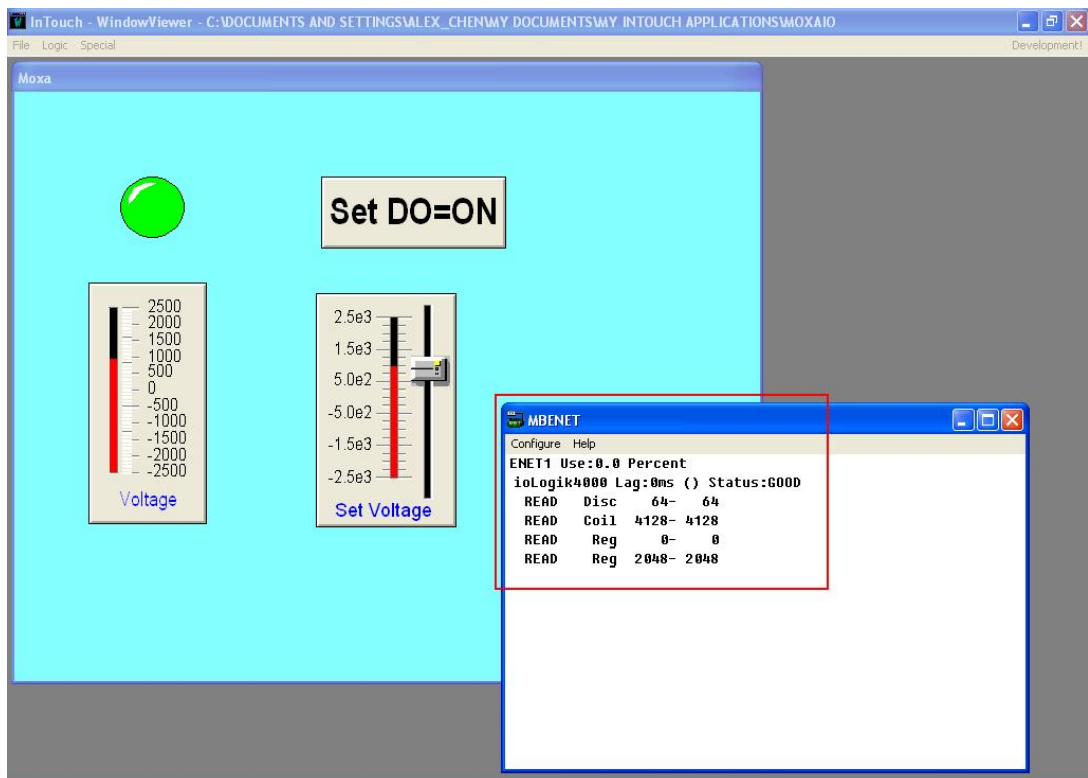 InTouch - WindowViewer - C:\DOCUMENTS AND SETTINGS\ALEX_CHEN\MY DOCUMENTS\MY INTOUCH APPLICATIONS\MOXAIO
File Logic Special Development!
Moxa
Set DO=ON
2500
2000
1500
1000
500
0
-500
-1000
-1500
-2000
-2500
Voltage
2.5e3
1.5e3
5.0e2
-5.0e2
-1.5e3
-2.5e3
Set Voltage
MBENET
Configure Help
ENET1 Use:0.0 Percent
ioLogik4000 Lag:0ms () Status:GOOD
READ Disc 64- 64
READ Coil 4128- 4128
READ Reg 0- 0
READ Reg 2048- 2048